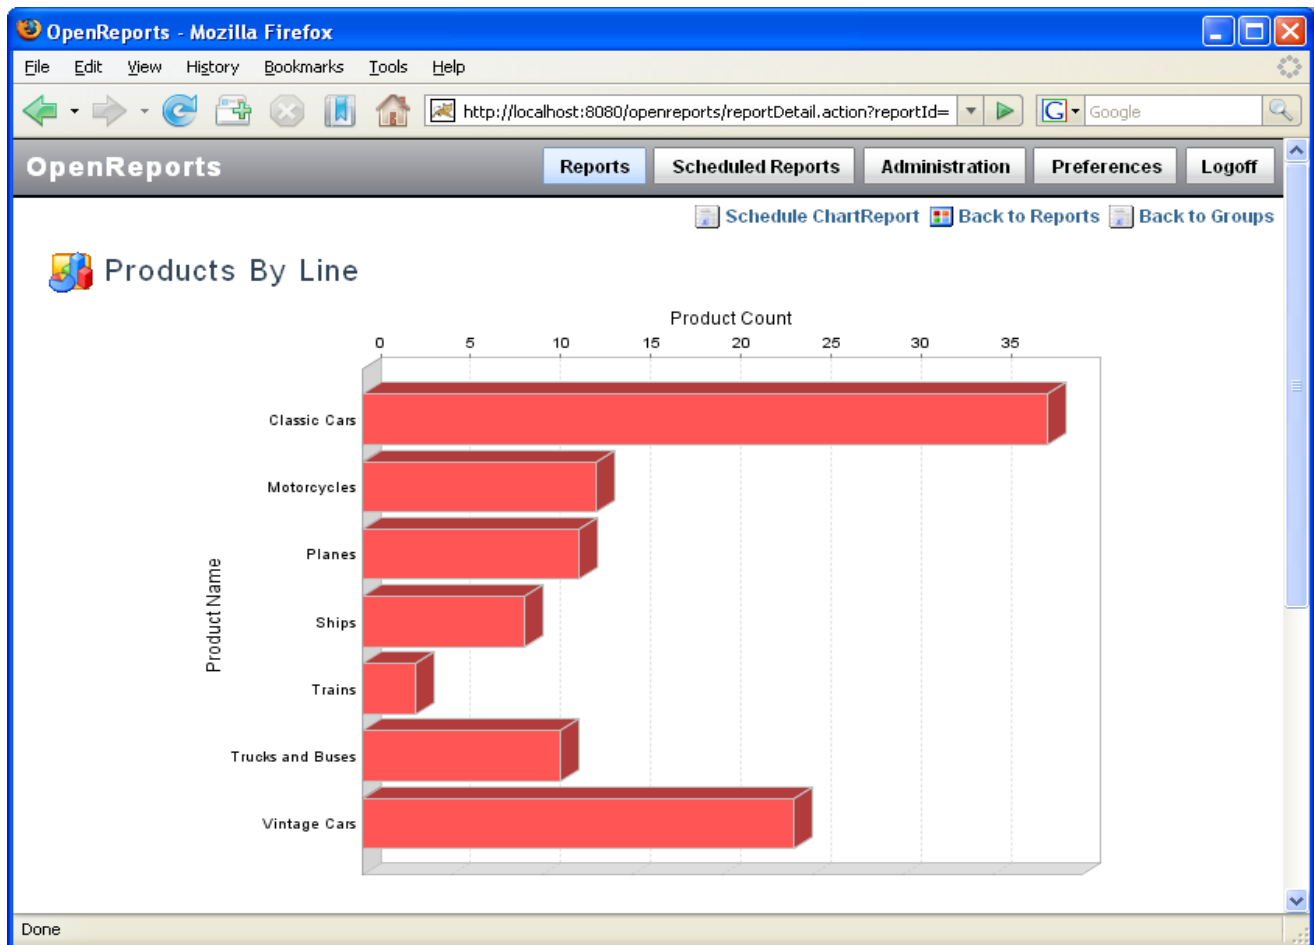 OpenReports - Mozilla Firefox
File Edit View History Bookmarks Tools Help
http://localhost:8080/openreports/reportDetail.action?reportId=
G Google
OpenReports
Reports Scheduled Reports Administration Preferences Logoff
Schedule ChartReport Back to Reports Back to Groups
Products By Line
Product Count
0 5 10 15 20 25 30 35
Product Name
Classic Cars
Motorcycles
Planes
Ships
Trains
Trucks and Buses
Vintage Cars
Done